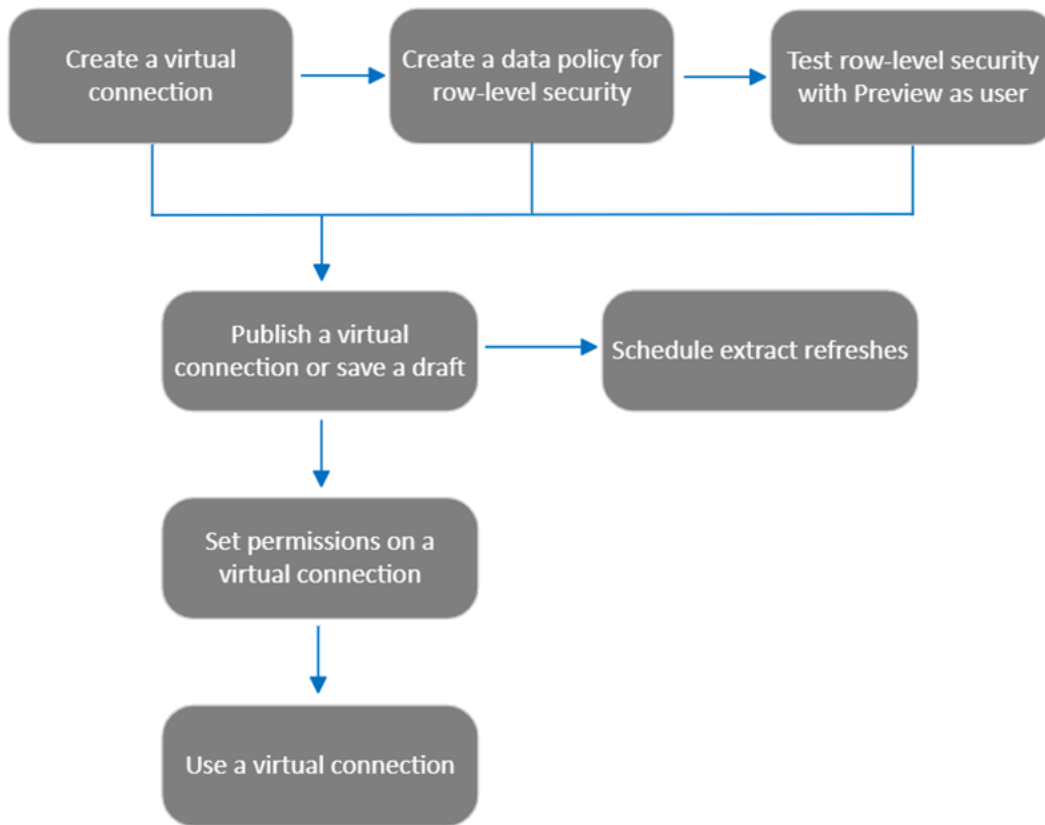 Create a virtual
connection
Create a data policy for
row-level security
Test row-level security
with Preview as user
Publish a virtual
connection or save a draft
Schedule extract refreshes
Set permissions on a
virtual connection
Use a virtual connection